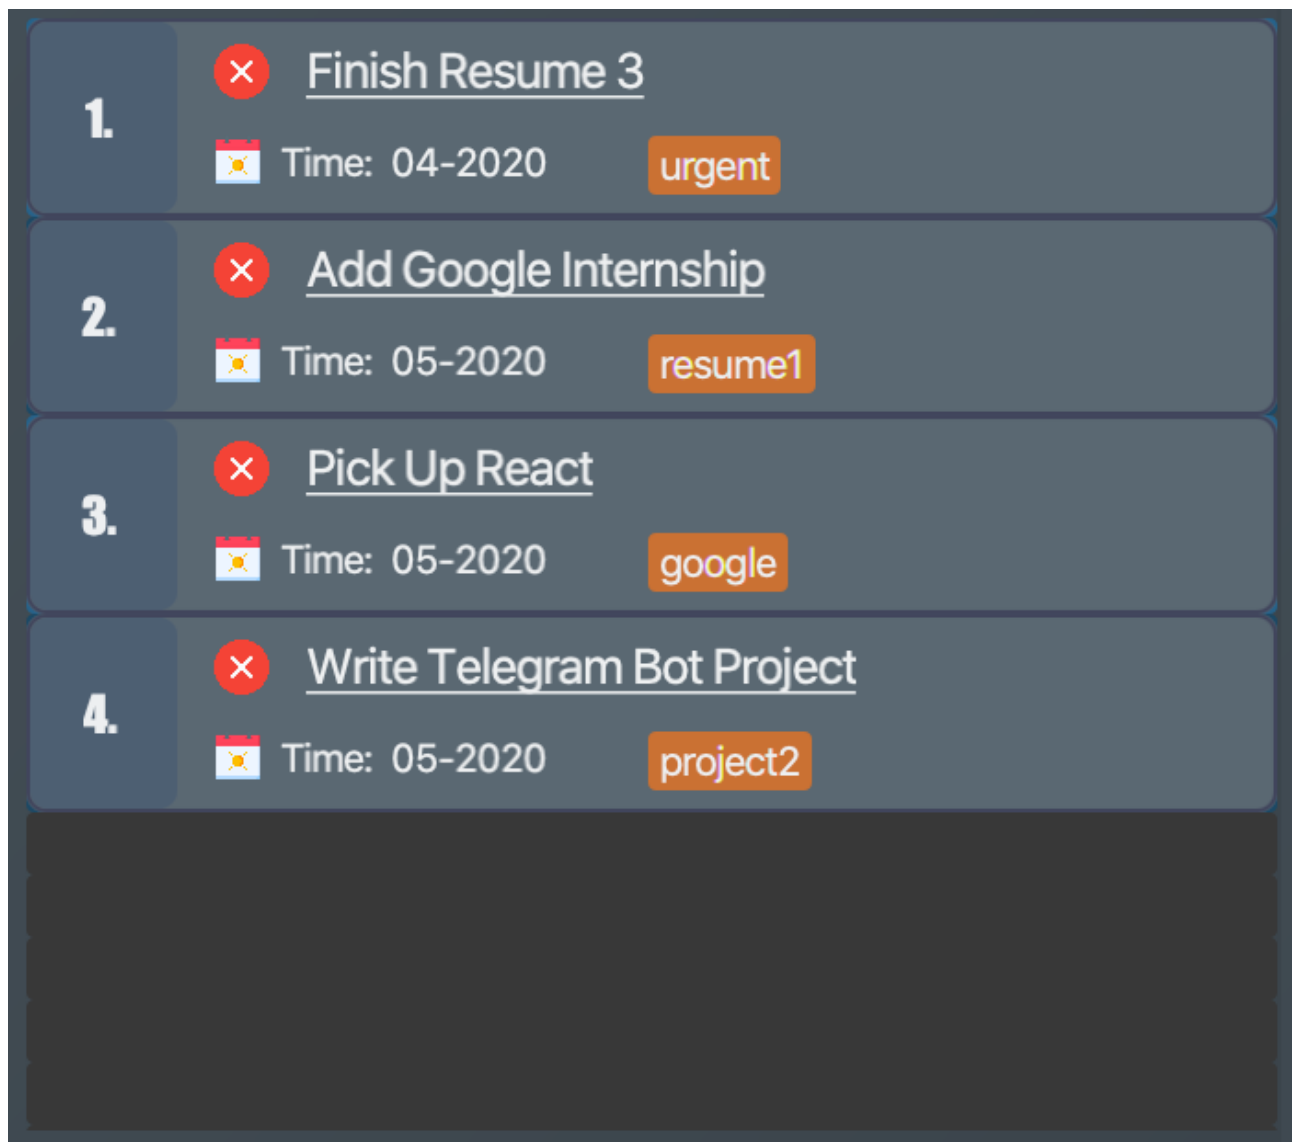 1.
Finish Resume 3
Time: 04-2020 urgent
2.
Add Google Internship
Time: 05-2020 resume1
3.
Pick Up React
Time: 05-2020 google
4.
Write Telegram Bot Project
Time: 05-2020 project2